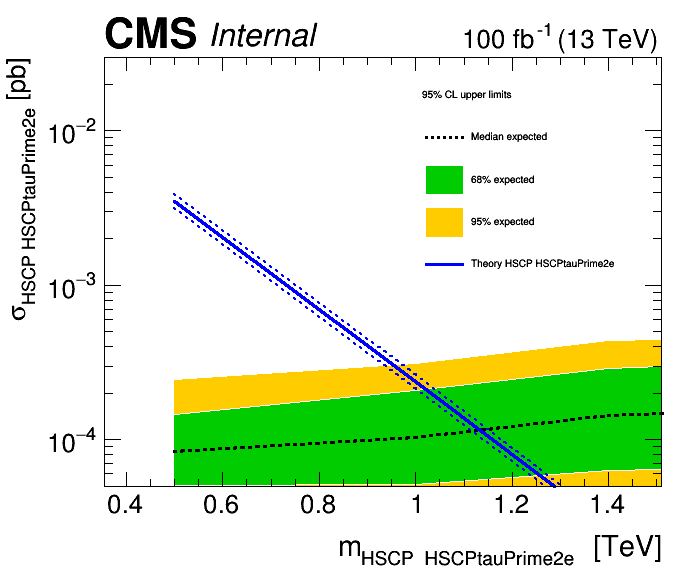 CMS Internal 100 fb⁻¹ (13 TeV)
σHSCP HSCPtauPrime2e [pb]
95% CL upper limits
Median expected
68% expected
95% expected
Theory HSCP HSCPtauPrime2e
10⁻²
10⁻³
10⁻⁴
0.4 0.6 0.8 1 1.2 1.4
mHSCP HSCPtauPrime2e [TeV]